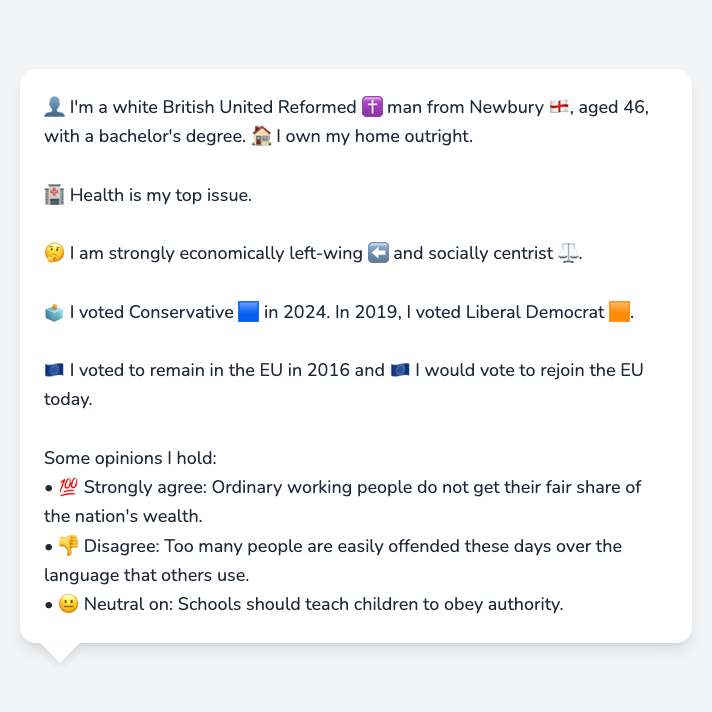 👤 I'm a white British United Reformed ✝️ man from Newbury 🏴󠁧󠁢󠁥󠁮󠁧󠁿, aged 46,
with a bachelor's degree. 🏠 I own my home outright.
🏥 Health is my top issue.
🤔 I am strongly economically left-wing ⬅️ and socially centrist ⚖️.
🗳️ I voted Conservative 🟦 in 2024. In 2019, I voted Liberal Democrat 🟧.
🇪🇺 I voted to remain in the EU in 2016 and 🇪🇺 I would vote to rejoin the EU
today.
Some opinions I hold:
• 💯 Strongly agree: Ordinary working people do not get their fair share of
the nation's wealth.
• 👎 Disagree: Too many people are easily offended these days over the
language that others use.
• 😐 Neutral on: Schools should teach children to obey authority.